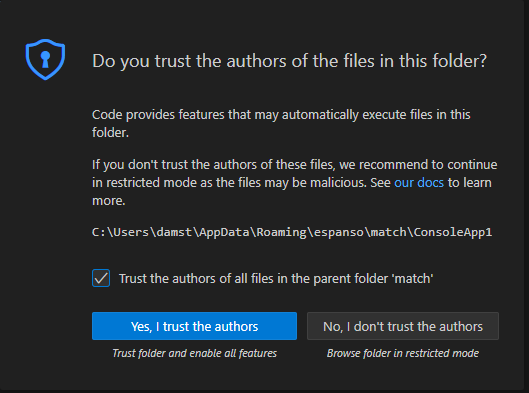 Do you trust the authors of the files in this folder?
Code provides features that may automatically execute files in this
folder.
If you don't trust the authors of these files, we recommend to continue
in restricted mode as the files may be malicious. See our docs to learn
more.
C:\Users\damst\AppData\Roaming\espanso\match\ConsoleApp1
Trust the authors of all files in the parent folder 'match'
Yes, I trust the authors
No, I don't trust the authors
Trust folder and enable all features
Browse folder in restricted mode